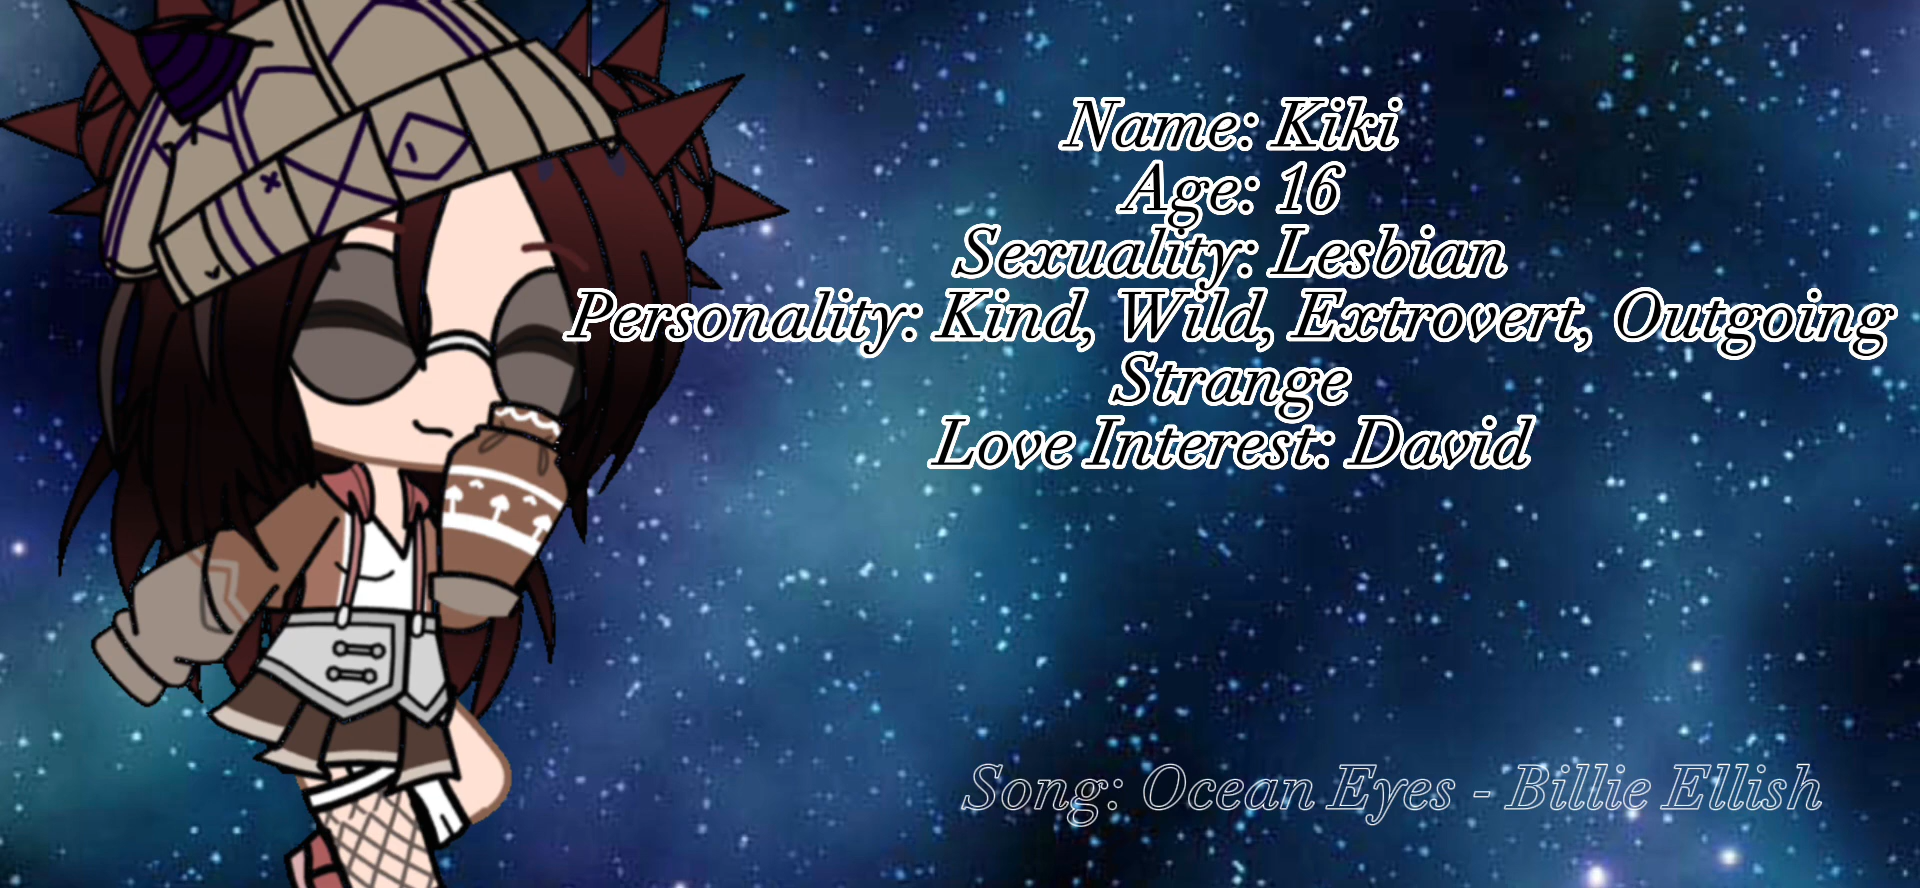 Name: Kiki
Age: 16
Sexuality: Lesbian
Personality: Kind, Wild, Extrovert, Outgoing
Strange
Love Interest: David
Song: Ocean Eyes - Billie Ellish